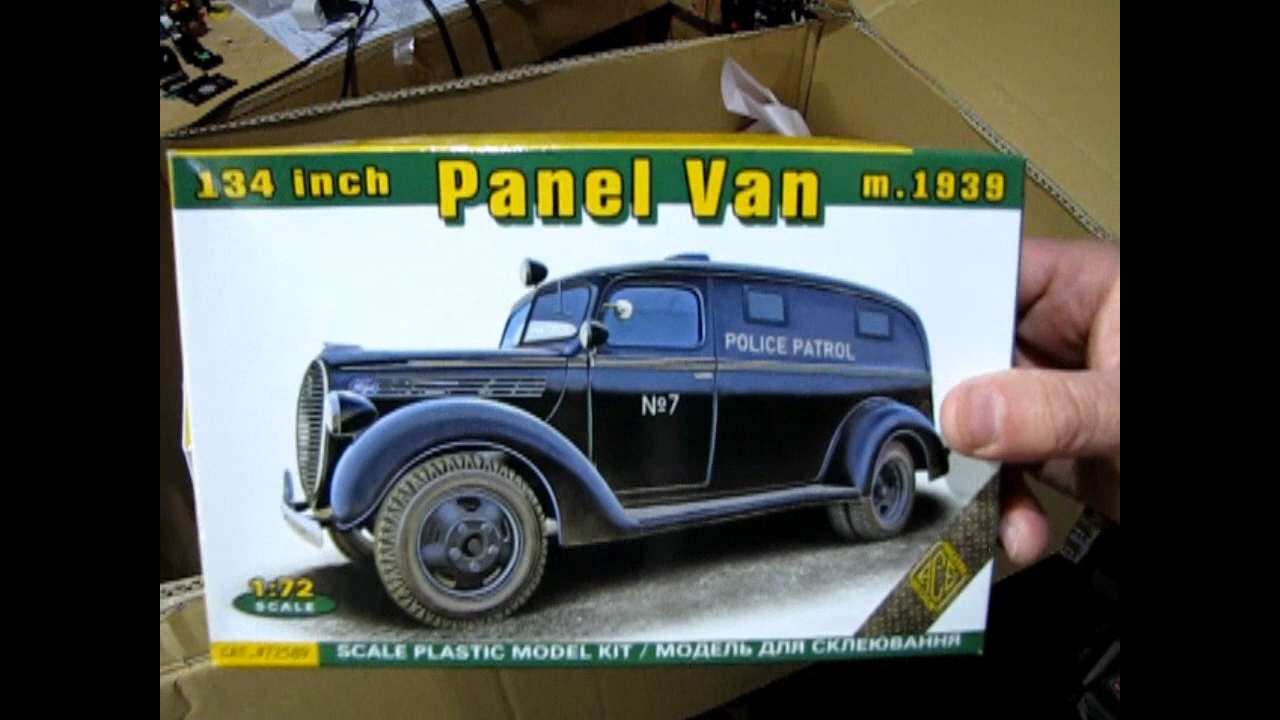 134 inch Panel Van m.1939
POLICE PATROL
№7
1:72
SCALE
SCALE PLASTIC MODEL KIT / МОДЕЛЬ ДЛЯ СКЛЕЮВАННЯ